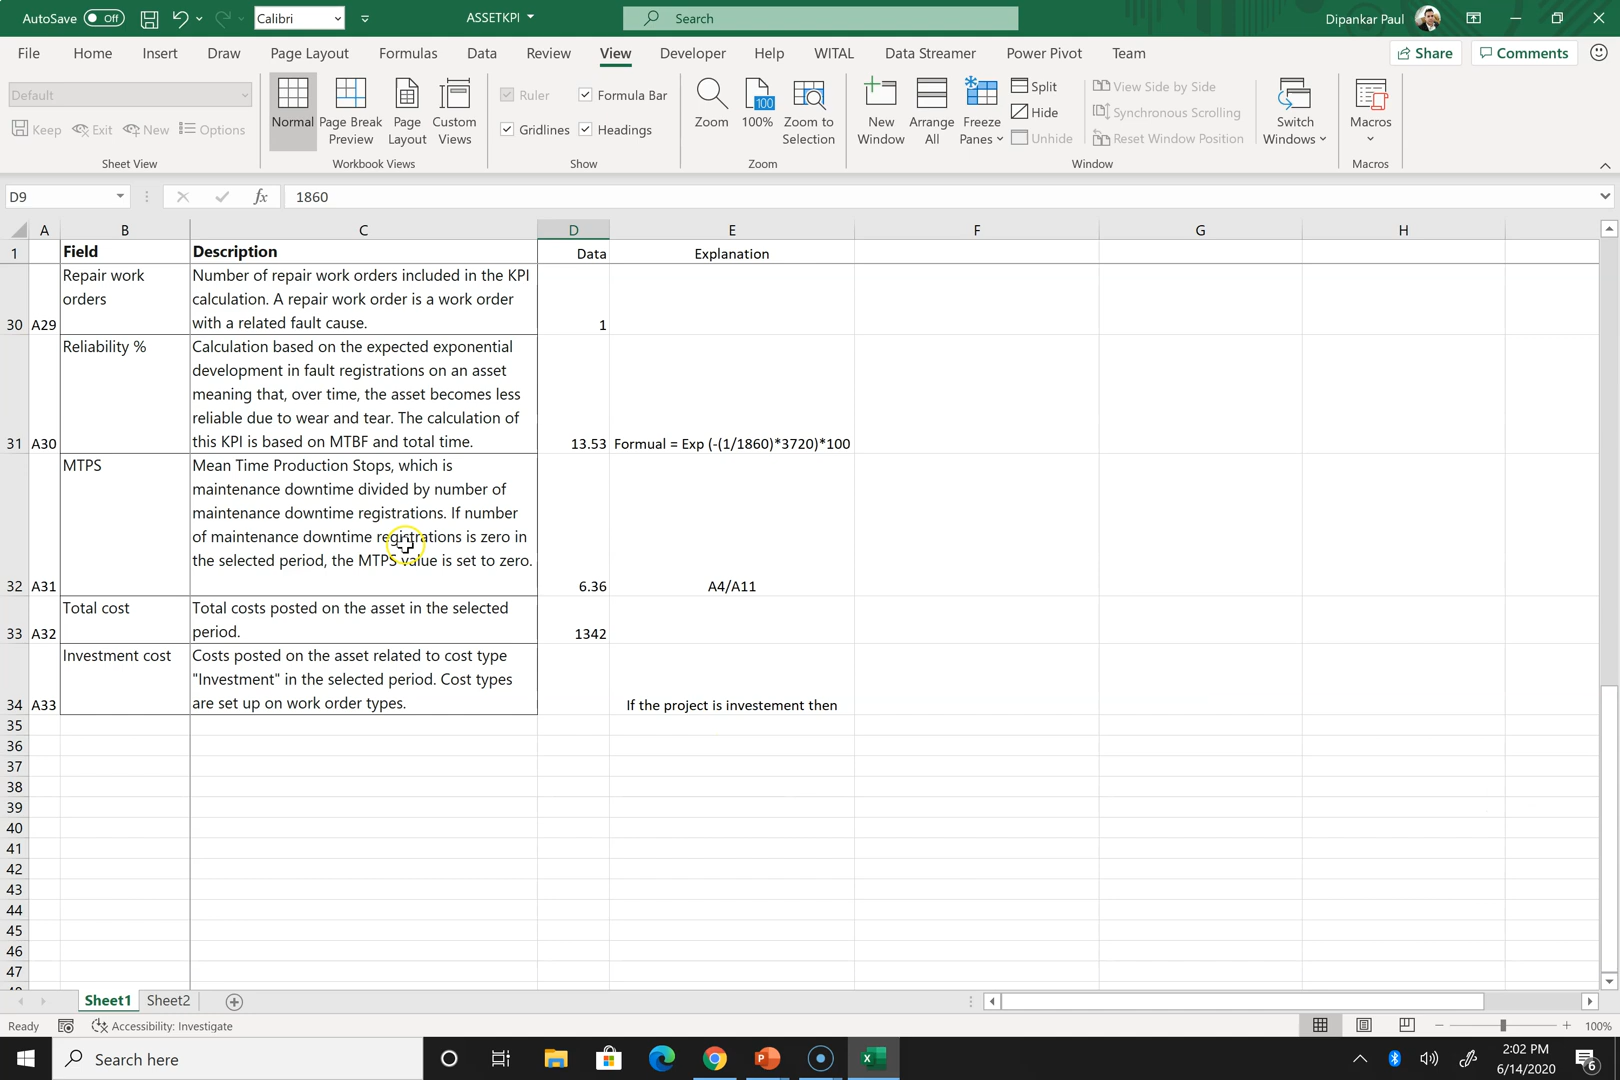 AutoSave Off Calibri ASSETKPI Search Dipankar Paul
File Home Insert Draw Page Layout Formulas Data Review View Developer Help WITAL Data Streamer Power Pivot Team Share Comments
Default
Keep Exit New Options
Sheet View
Normal
Page Break Preview
Page Layout
Custom Views
Workbook Views
Ruler Formula Bar
Gridlines Headings
Show
Zoom
100
100%
Zoom to Selection
Zoom
New Window
Arrange All
Freeze Panes
Split
Hide
Unhide
View Side by Side
Synchronous Scrolling
Reset Window Position
Window
Switch Windows
Macros
Macros
D9 fx 1860
A B C D E F G H
1 Field Description Data Explanation
Repair work Number of repair work orders included in the KPI
orders calculation. A repair work order is a work order
30 A29 with a related fault cause. 1
Reliability % Calculation based on the expected exponential
development in fault registrations on an asset
meaning that, over time, the asset becomes less
reliable due to wear and tear. The calculation of
31 A30 this KPI is based on MTBF and total time. 13.53 Formual = Exp (-(1/1860)*3720)*100
MTPS Mean Time Production Stops, which is
maintenance downtime divided by number of
maintenance downtime registrations. If number
of maintenance downtime registrations is zero in
the selected period, the MTPS value is set to zero.
32 A31 6.36 A4/A11
Total cost Total costs posted on the asset in the selected
33 A32 period. 1342
Investment cost Costs posted on the asset related to cost type
"Investment" in the selected period. Cost types
34 A33 are set up on work order types. If the project is investement then
35
36
37
38
39
40
41
42
43
44
45
46
47
Sheet1 Sheet2
Ready Accessibility: Investigate 100%
Search here 2:02 PM
6/14/2020 6